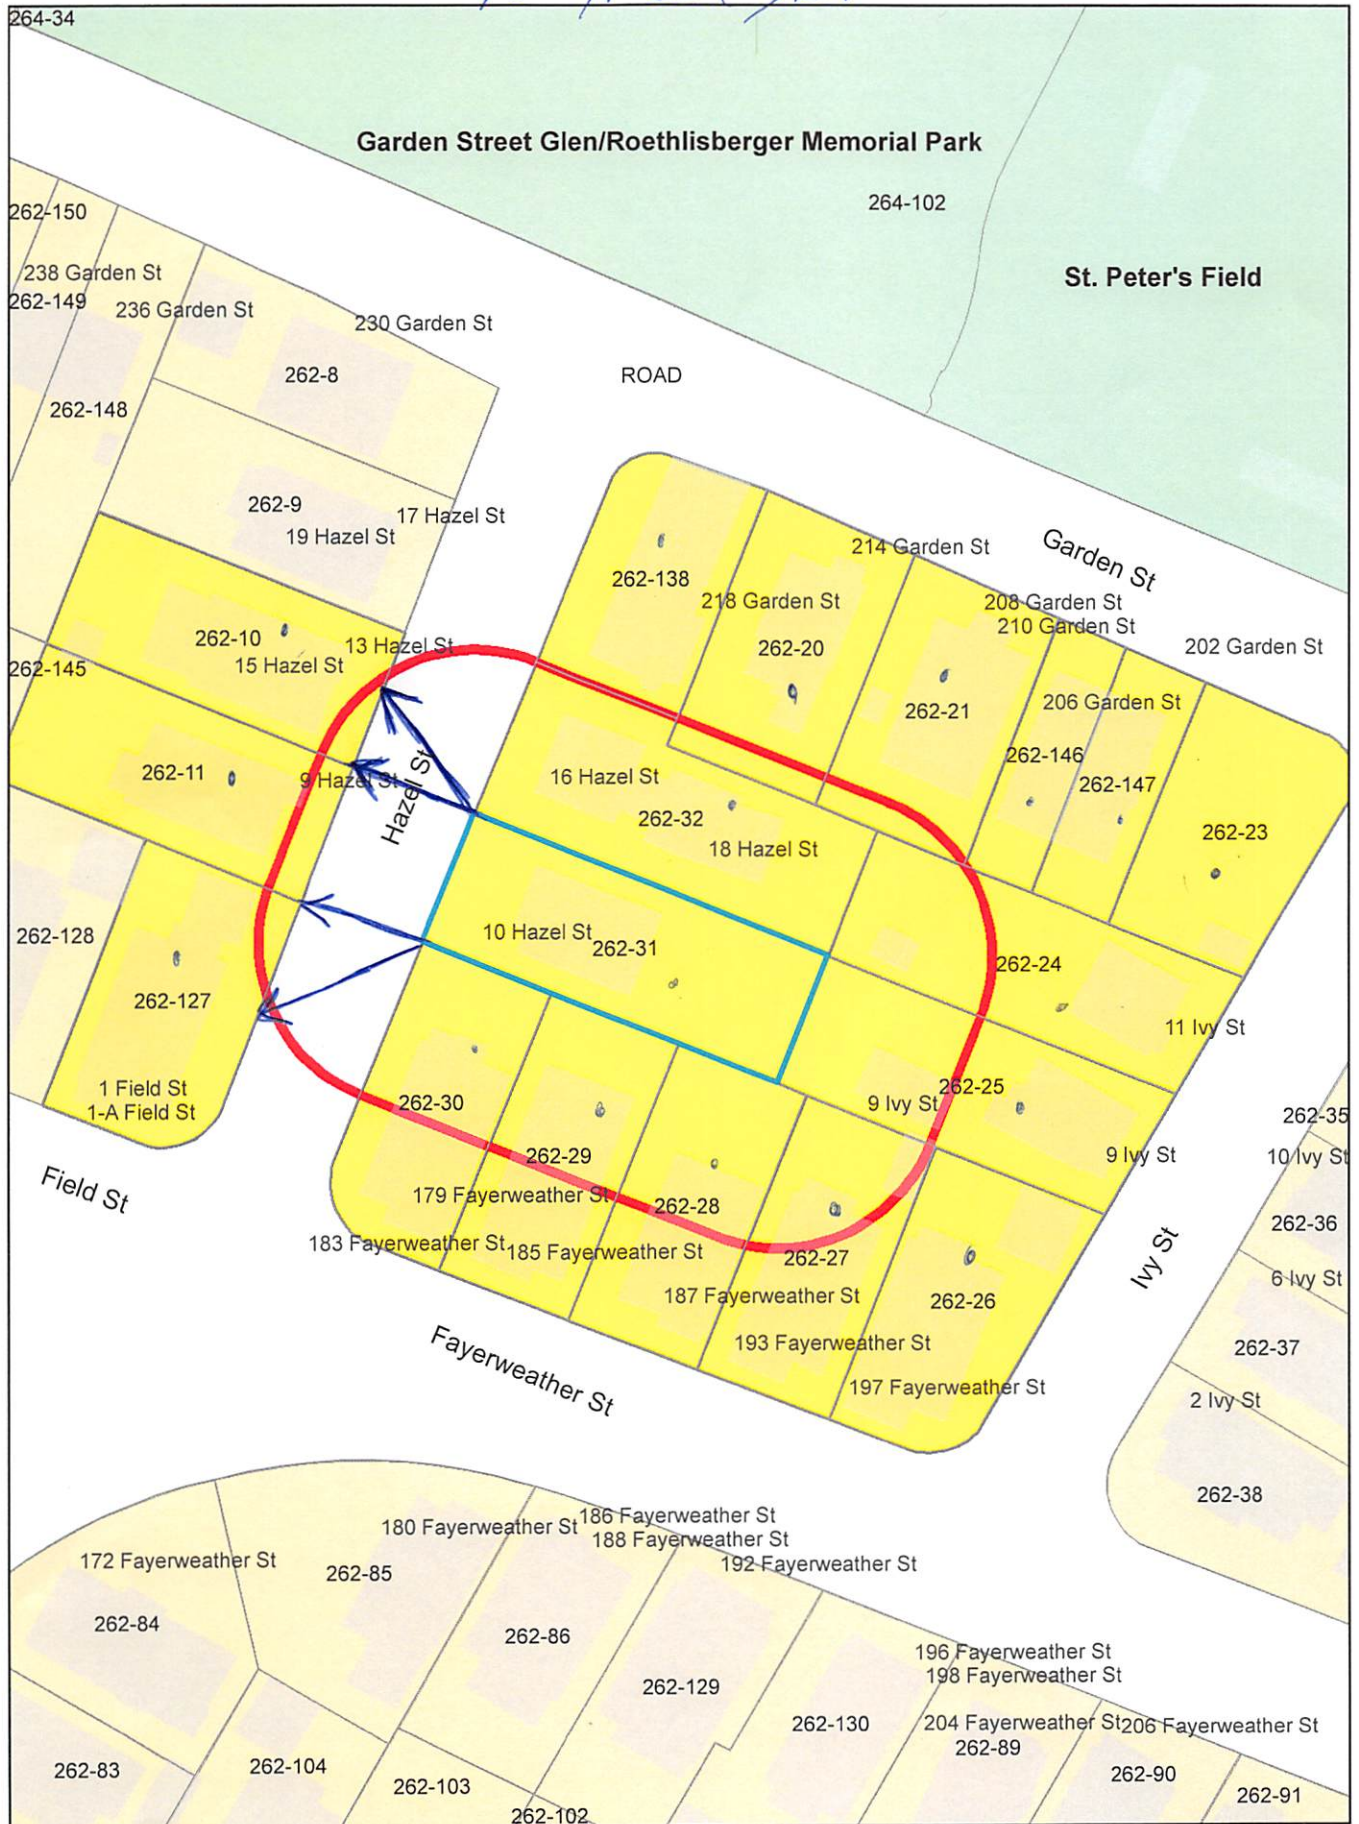 264-34
Garden Street Glen/Roethlisberger Memorial Park
264-102
262-150
St. Peter's Field
238 Garden St
262-149
236 Garden St
230 Garden St
262-8
ROAD
262-148
262-9
17 Hazel St
19 Hazel St
214 Garden St
Garden St
262-138
218 Garden St
208 Garden St
210 Garden St
262-10
13 Hazel St
262-20
202 Garden St
262-145
15 Hazel St
206 Garden St
262-21
262-146
262-11
9 Hazel St
16 Hazel St
262-147
Hazel St
262-32
262-23
18 Hazel St
262-128
10 Hazel St
262-31
262-24
262-127
11 Ivy St
1 Field St
1-A Field St
262-30
9 Ivy St
262-25
262-35
262-29
9 Ivy St
10 Ivy St
Field St
179 Fayerweather St
262-28
262-36
183 Fayerweather St
185 Fayerweather St
262-27
Ivy St
6 Ivy St
187 Fayerweather St
262-26
193 Fayerweather St
262-37
Fayerweather St
197 Fayerweather St
2 Ivy St
262-38
180 Fayerweather St
186 Fayerweather St
188 Fayerweather St
172 Fayerweather St
192 Fayerweather St
262-85
262-84
262-86
196 Fayerweather St
198 Fayerweather St
262-129
262-130
204 Fayerweather St
206 Fayerweather St
262-89
262-83
262-104
262-103
262-90
262-91
262-102